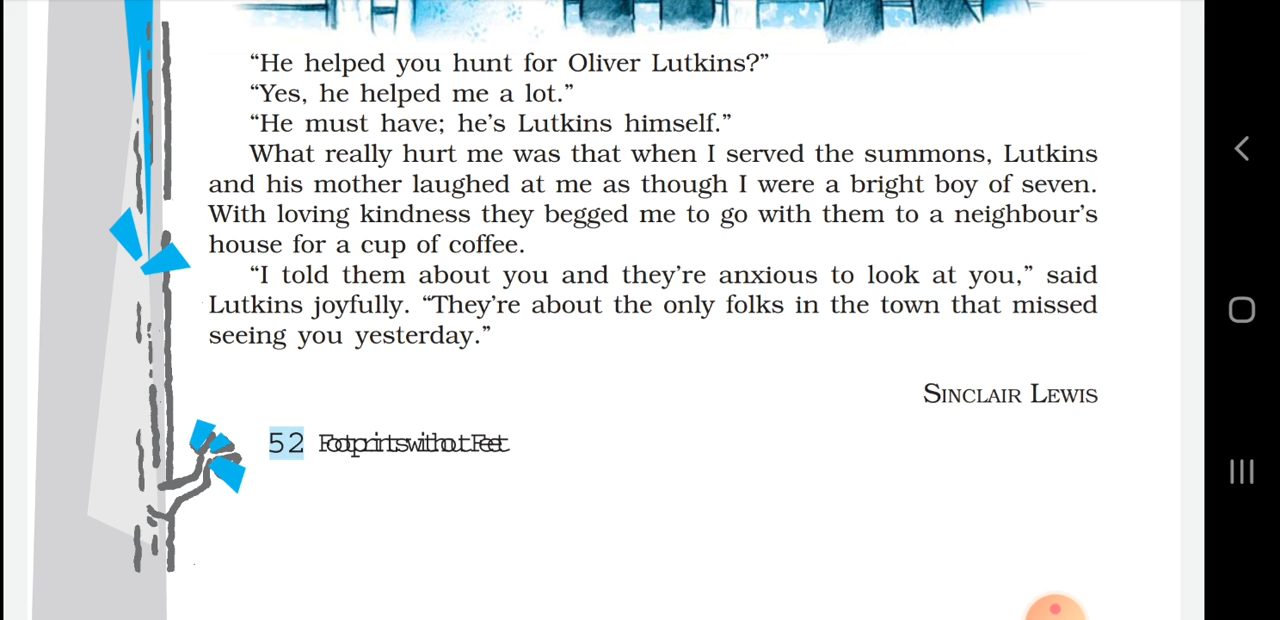 “He helped you hunt for Oliver Lutkins?”
“Yes, he helped me a lot.”
“He must have; he’s Lutkins himself.”
What really hurt me was that when I served the summons, Lutkins
and his mother laughed at me as though I were a bright boy of seven.
With loving kindness they begged me to go with them to a neighbour’s
house for a cup of coffee.
“I told them about you and they’re anxious to look at you,” said
Lutkins joyfully. “They’re about the only folks in the town that missed
seeing you yesterday.”
SINCLAIR LEWIS
52 Footprints without Feet